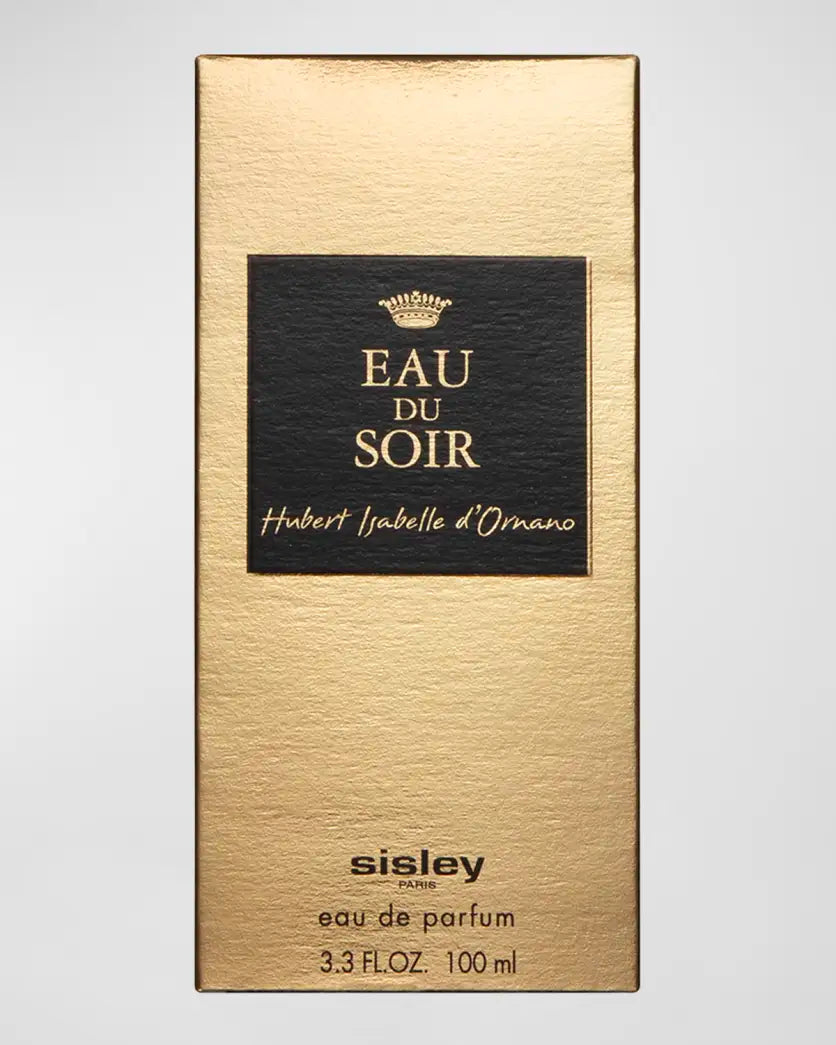 EAU
DU
SOIR
Hubert Isabelle d'Ornano
sisley
PARIS
eau de parfum
3.3 FL.OZ. 100 ml